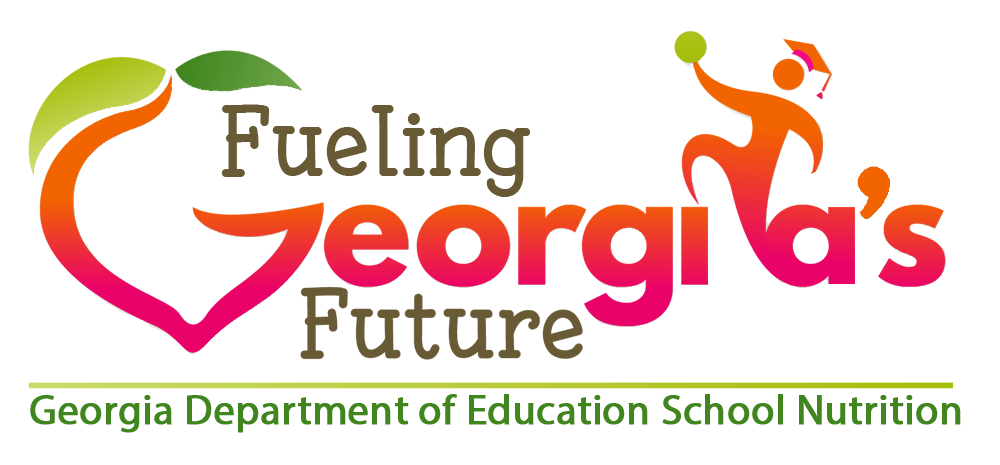 Fueling
Georgia's
Future
Georgia Department of Education School Nutrition